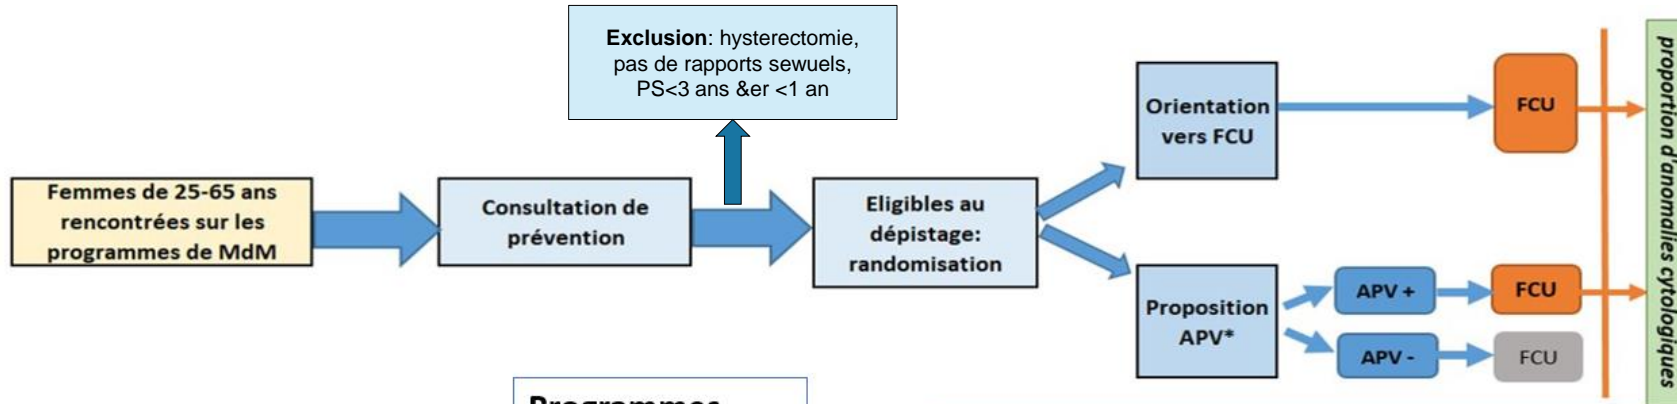 Exclusion: hysterectomie,
pas de rapports sewuels,
PS<3 ans &er <1 an
Femmes de 25-65 ans
rencontrées sur les
programmes de MdM
Consultation de
prévention
Eligibles au
dépistage:
randomisation
Orientation
vers FCU
FCU
Proposition
APV*
APV +
FCU
APV -
FCU
proportion d'anomalies cytologiques
Programmes